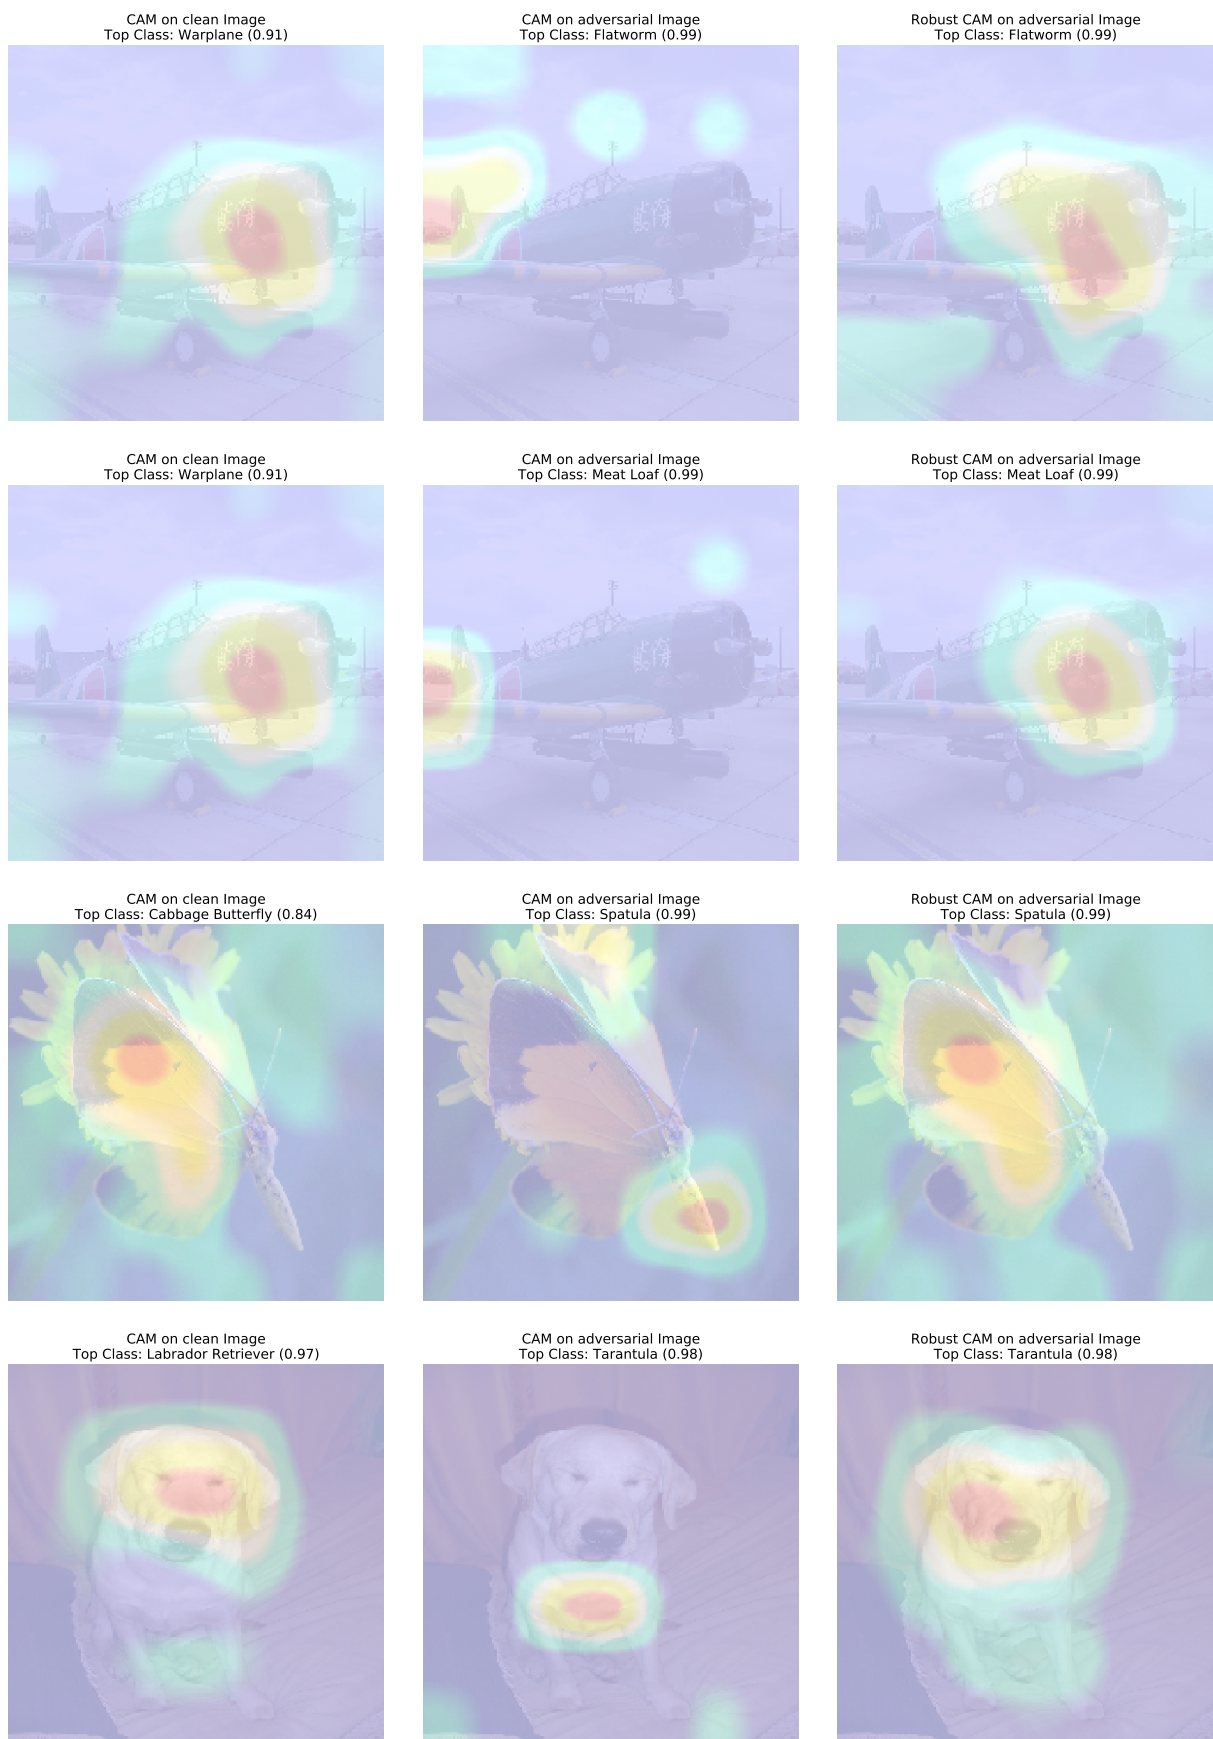 CAM on clean Image
Top Class: Warplane (0.91)
CAM on adversarial Image
Top Class: Flatworm (0.99)
Robust CAM on adversarial Image
Top Class: Flatworm (0.99)
CAM on clean Image
Top Class: Warplane (0.91)
CAM on adversarial Image
Top Class: Meat Loaf (0.99)
Robust CAM on adversarial Image
Top Class: Meat Loaf (0.99)
CAM on clean Image
Top Class: Cabbage Butterfly (0.84)
CAM on adversarial Image
Top Class: Spatula (0.99)
Robust CAM on adversarial Image
Top Class: Spatula (0.99)
CAM on clean Image
Top Class: Labrador Retriever (0.97)
CAM on adversarial Image
Top Class: Tarantula (0.98)
Robust CAM on adversarial Image
Top Class: Tarantula (0.98)